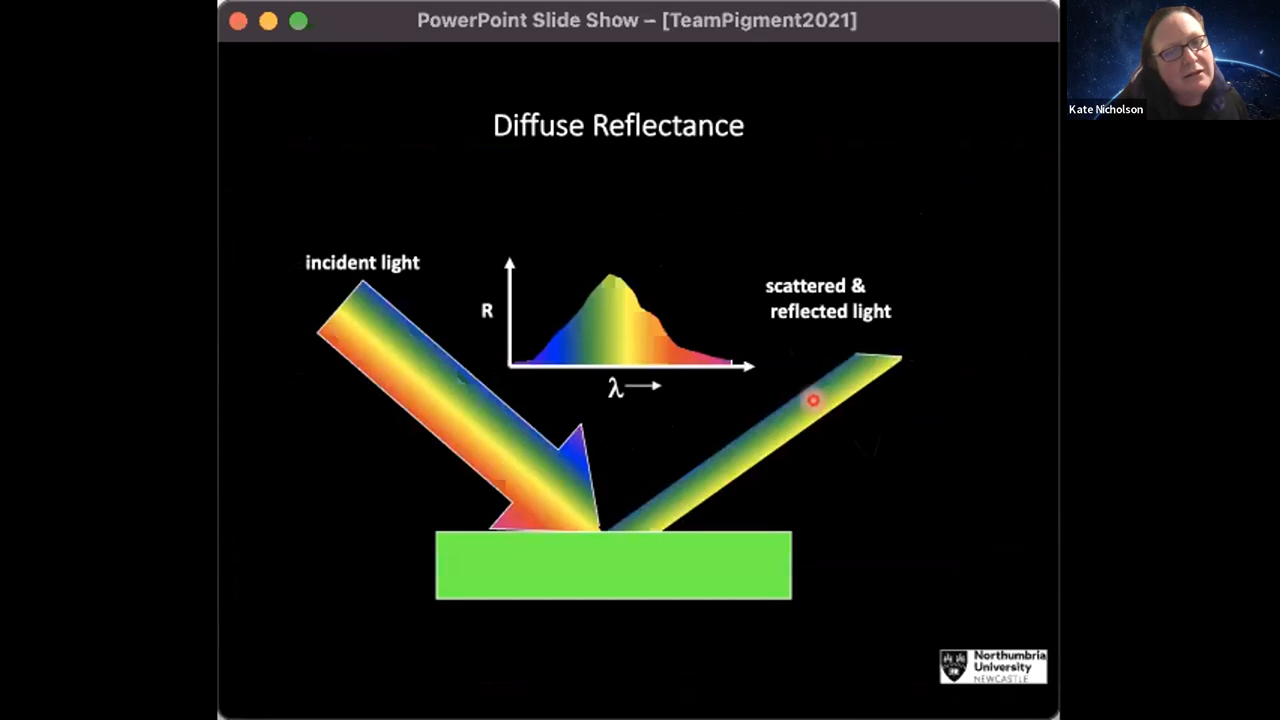 PowerPoint Slide Show – [TeamPigment2021]
Kate Nicholson
Diffuse Reflectance
incident light
R
λ
scattered &
reflected light
Northumbria
University
NEWCASTLE